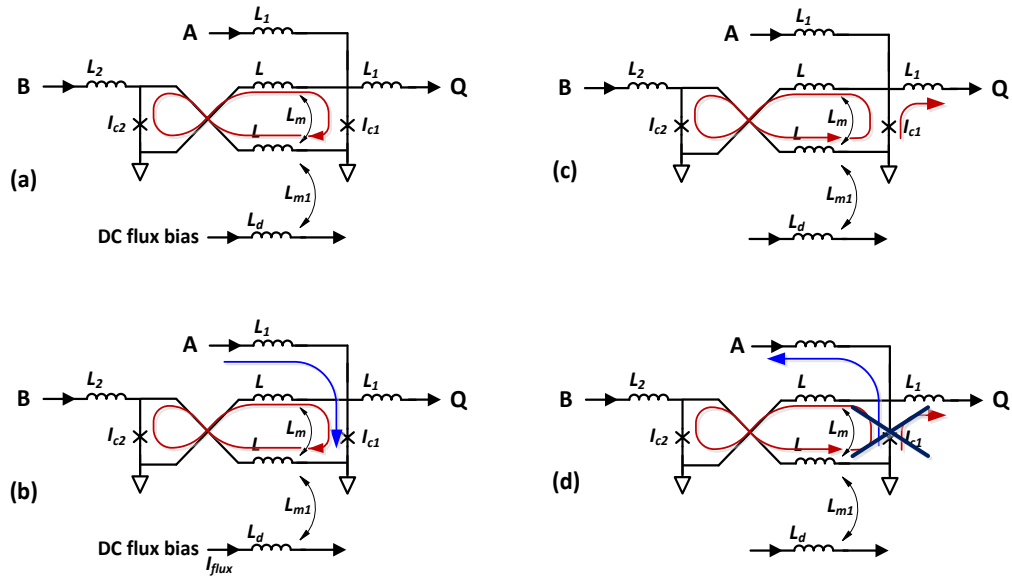 A
L1
B
L2
L
L1
Q
Ic2
Lm
Ic1
L
(a)
Lm1
DC flux bias
Ld
A
L1
B
L2
L
L1
Q
Ic2
Lm
Ic1
L
(c)
Lm1
Ld
A
L1
B
L2
L
L1
Q
Ic2
Lm
Ic1
L
(b)
Lm1
DC flux bias
Ld
Iflux
A
L1
B
L2
L
L1
Q
Ic2
Lm
Ic1
L
(d)
Lm1
Ld